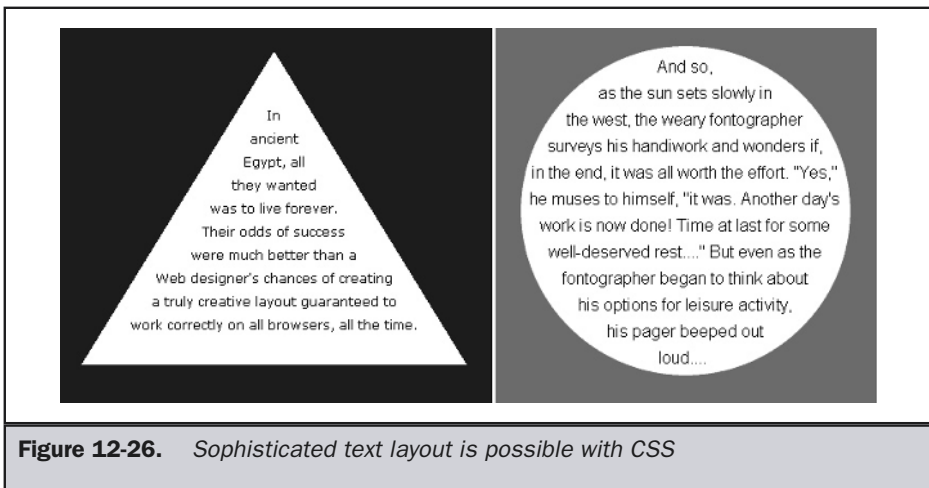 In
ancient
Egypt, all
they wanted
was to live forever.
Their odds of success
were much better than a
Web designer's chances of creating
a truly creative layout guaranteed to
work correctly on all browsers, all the time.
And so,
as the sun sets slowly in
the west, the weary fontographer
surveys his handiwork and wonders if,
in the end, it was all worth the effort. "Yes,"
he muses to himself, "it was. Another day's
work is now done! Time at last for some
well-deserved rest...." But even as the
fontographer began to think about
his options for leisure activity,
his pager beeped out
loud....
Figure 12-26. Sophisticated text layout is possible with CSS